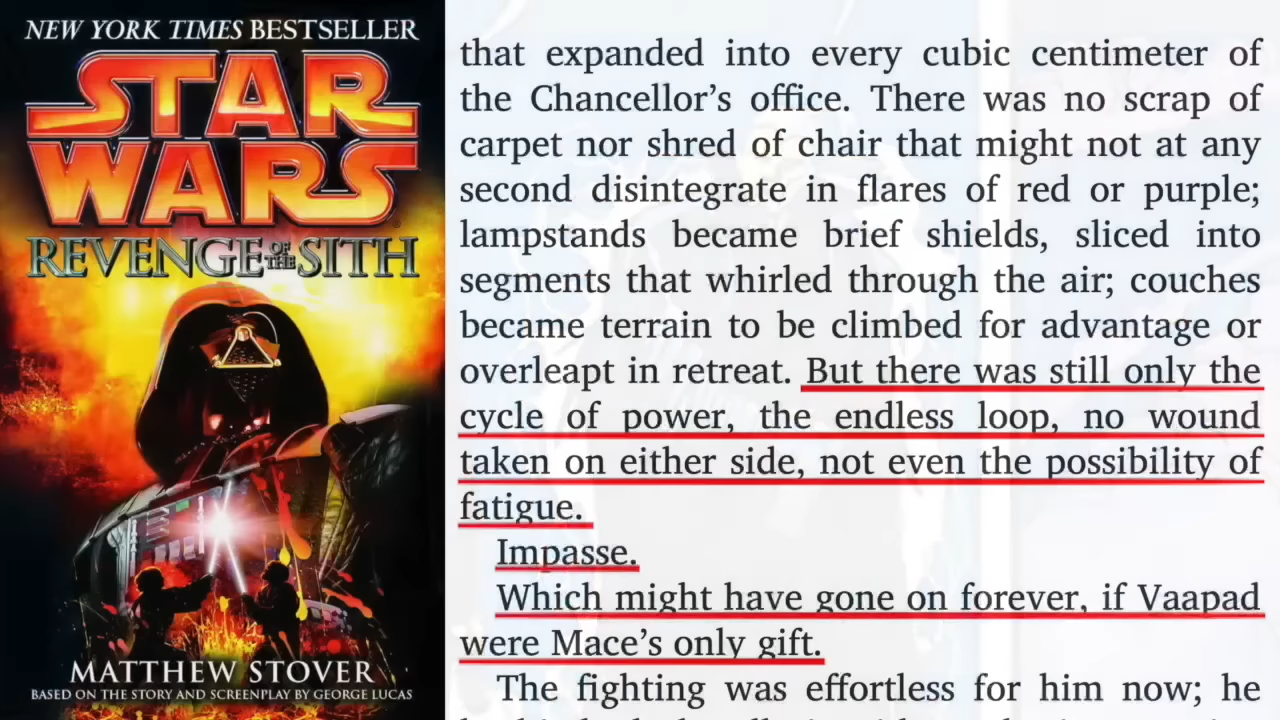 NEW YORK TIMES BESTSELLER
STAR
WARS
REVENGE OF THE SITH
MATTHEW STOVER
BASED ON THE STORY AND SCREENPLAY BY GEORGE LUCAS
that expanded into every cubic centimeter of
the Chancellor’s office. There was no scrap of
carpet nor shred of chair that might not at any
second disintegrate in flares of red or purple;
lampstands became brief shields, sliced into
segments that whirled through the air; couches
became terrain to be climbed for advantage or
overleapt in retreat. But there was still only the
cycle of power, the endless loop, no wound
taken on either side, not even the possibility of
fatigue.
Impasse.
Which might have gone on forever, if Vaapad
were Mace’s only gift.
The fighting was effortless for him now; he